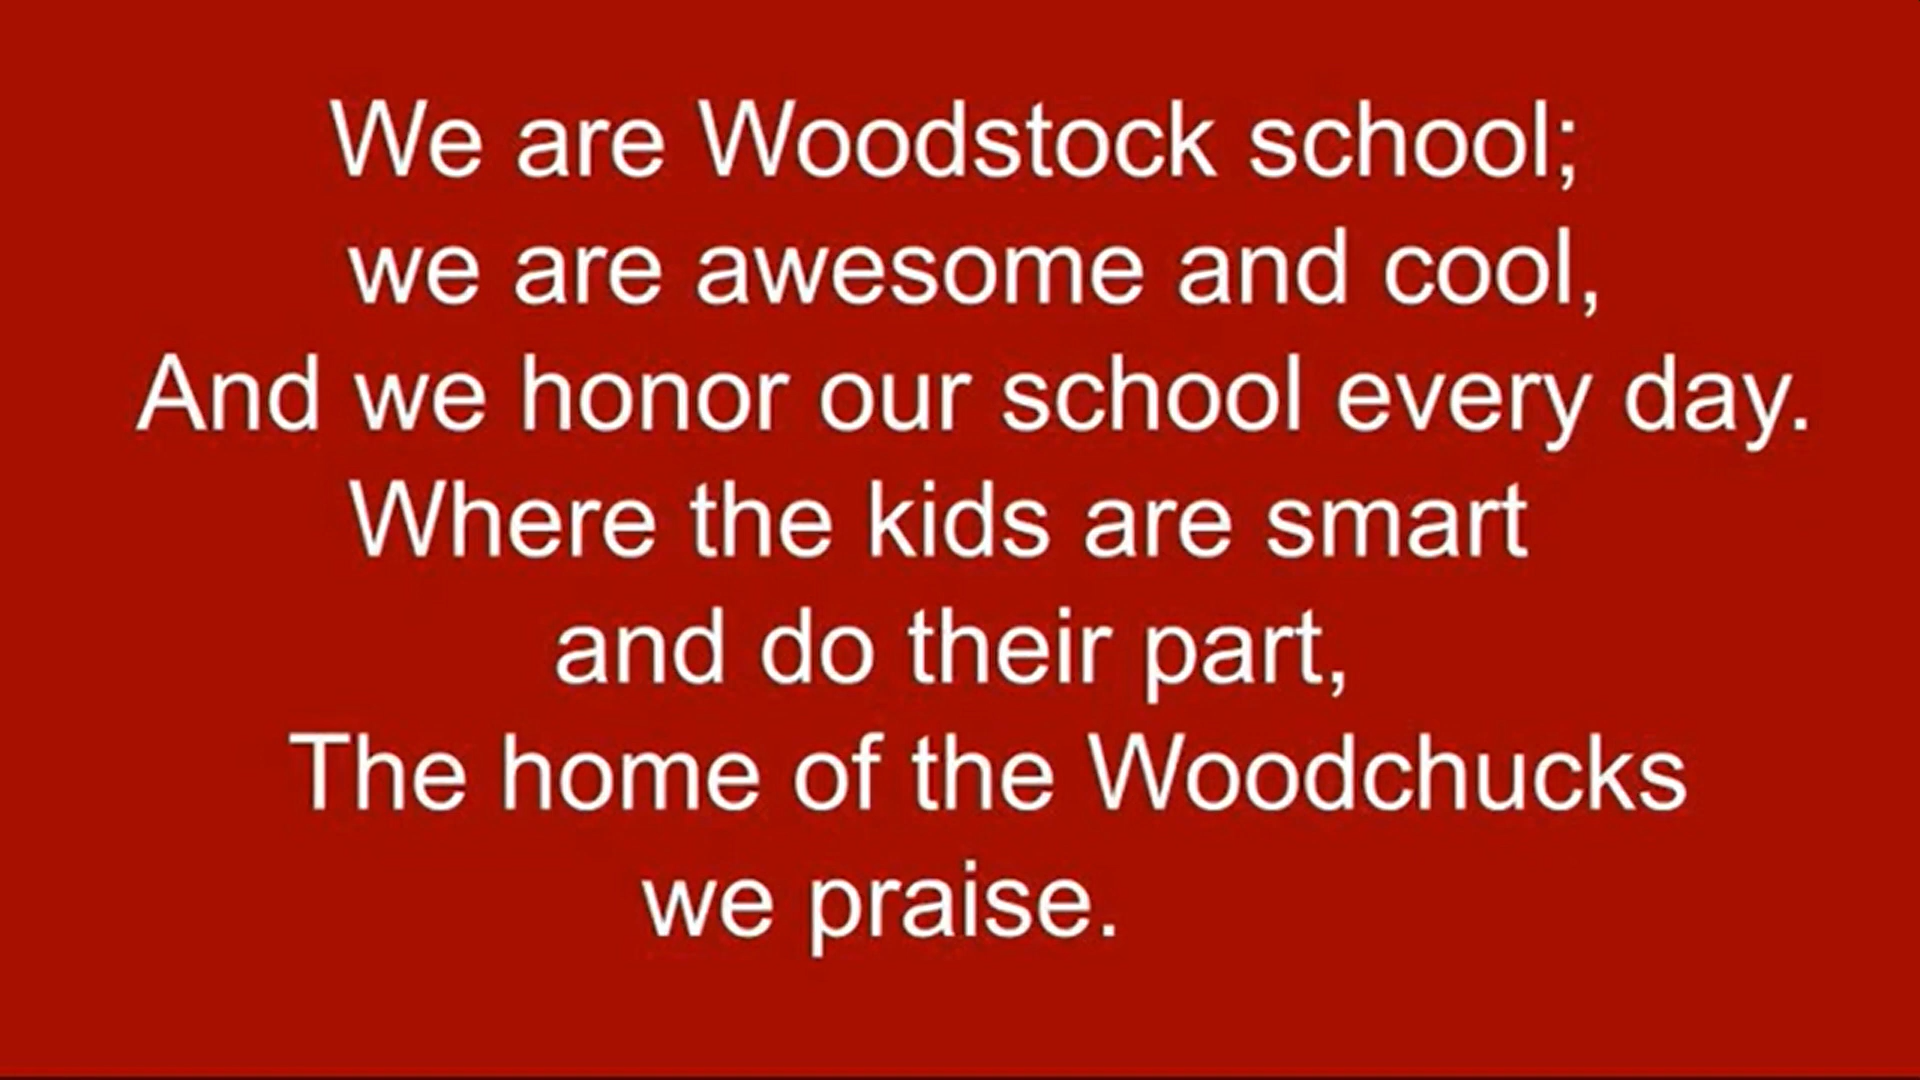 We are Woodstock school;
we are awesome and cool,
And we honor our school every day.
Where the kids are smart
and do their part,
The home of the Woodchucks
we praise.